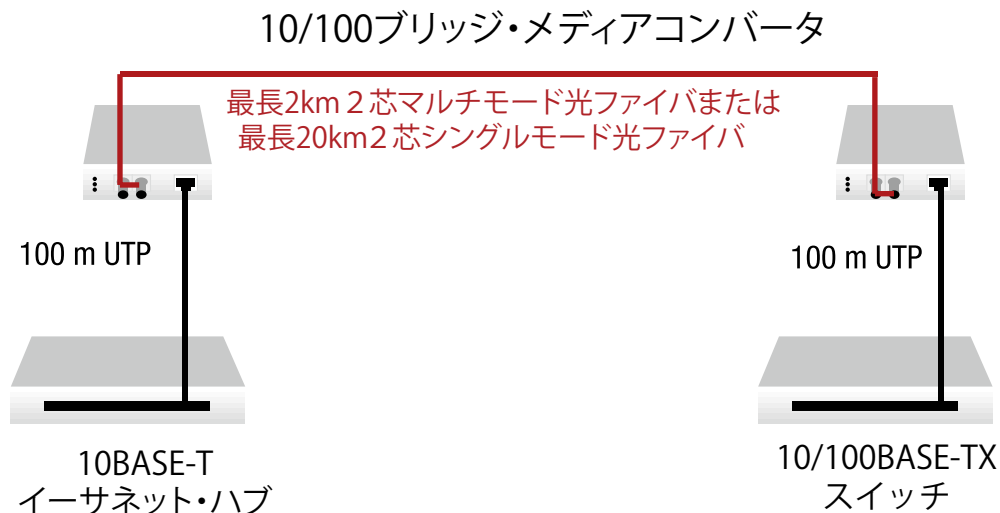 10/100ブリッジ・メディアコンバータ
最長2km２芯マルチモード光ファイバまたは
最長20km2芯シングルモード光ファイバ
100 m UTP
100 m UTP
10BASE-T
イーサネット・ハブ
10/100BASE-TX
スイッチ